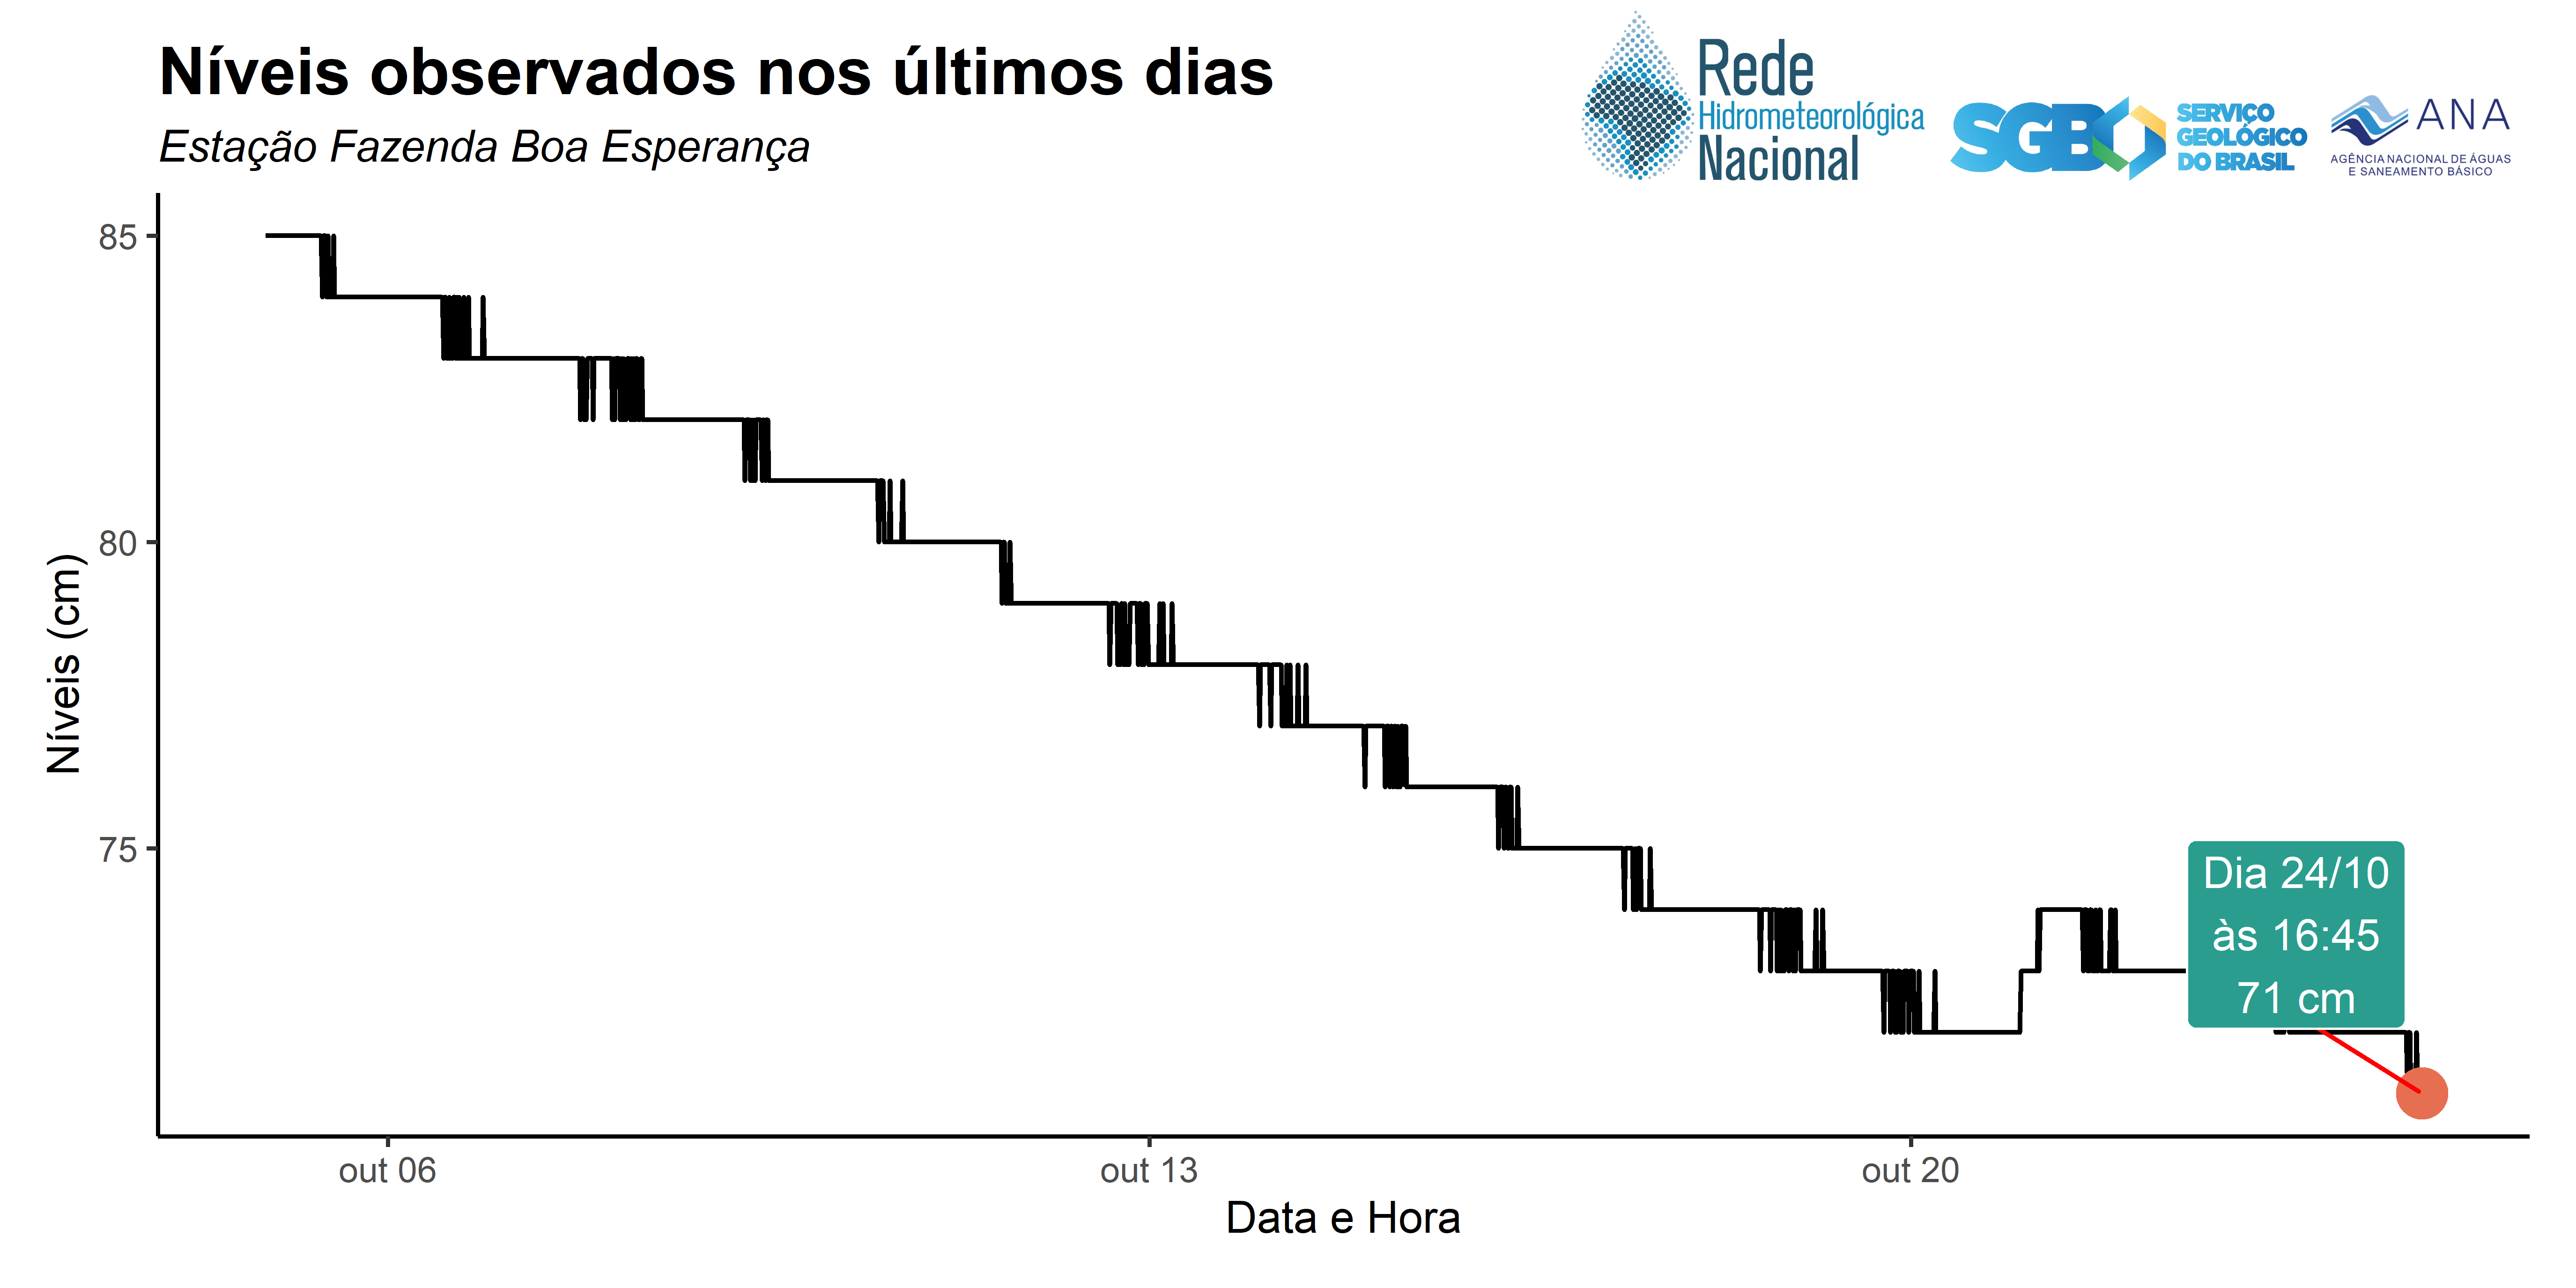 Níveis observados nos últimos dias
Estação Fazenda Boa Esperança
Rede
Hidrometeorológica
Nacional
SGB
SERVIÇO
GEOLÓGICO
DO BRASIL
ANA
AGÊNCIA NACIONAL DE ÁGUAS
E SANEAMENTO BÁSICO
Níveis (cm)
85
80
75
Dia 24/10
às 16:45
71 cm
out 06
out 13
out 20
Data e Hora